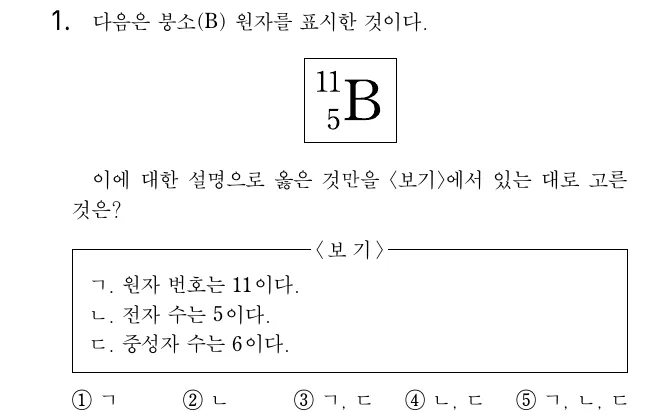 1. 다음은 붕소(B) 원자를 표시한 것이다.
11
5
B
이에 대한 설명으로 옳은 것만을 〈보기〉에서 있는 대로 고른
것은?
〈보 기〉
ㄱ. 원자 번호는 11이다.
ㄴ. 전자 수는 5이다.
ㄷ. 중성자 수는 6이다.
① ㄱ ② ㄴ ③ ㄱ, ㄷ ④ ㄴ, ㄷ ⑤ ㄱ, ㄴ, ㄷ